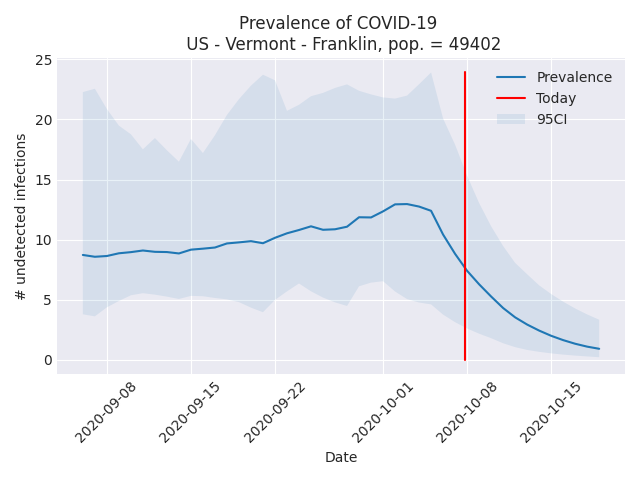 Prevalence of COVID-19
US - Vermont - Franklin, pop. = 49402
# undetected infections
25
20
15
10
5
0
Prevalence
Today
95CI
2020-09-08
2020-09-15
2020-09-22
2020-10-01
2020-10-08
2020-10-15
Date